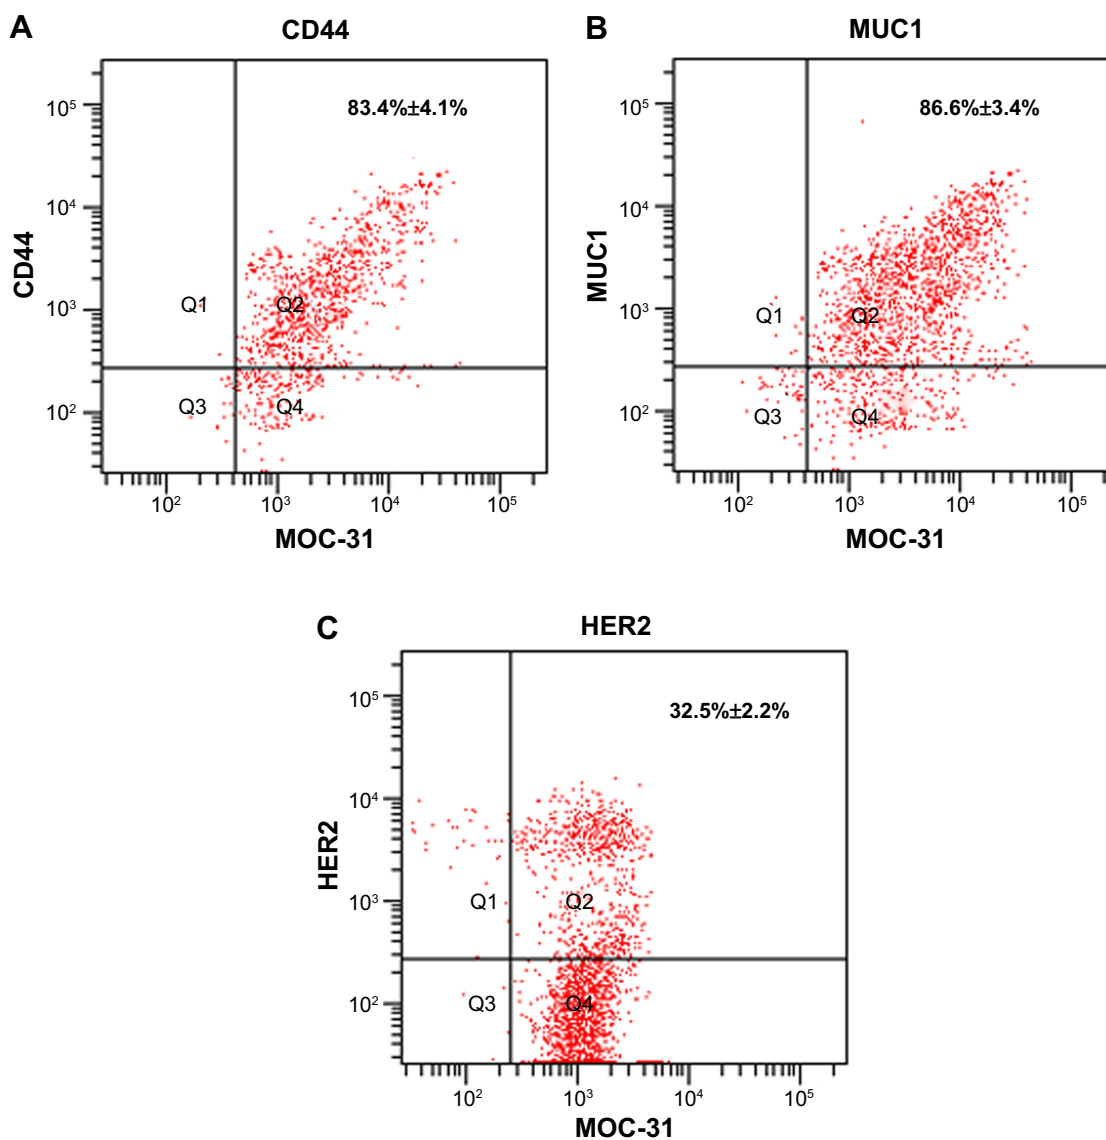 A
CD44
83.4%±4.1%
10⁵
10⁴
10³
10²
CD44
Q1
Q2
Q3
Q4
10²
10³
10⁴
10⁵
MOC-31
B
MUC1
86.6%±3.4%
10⁵
10⁴
10³
10²
MUC1
Q1
Q2
Q3
Q4
10²
10³
10⁴
10⁵
MOC-31
C
HER2
32.5%±2.2%
10⁵
10⁴
10³
10²
HER2
Q1
Q2
Q3
Q4
10²
10³
10⁴
10⁵
MOC-31